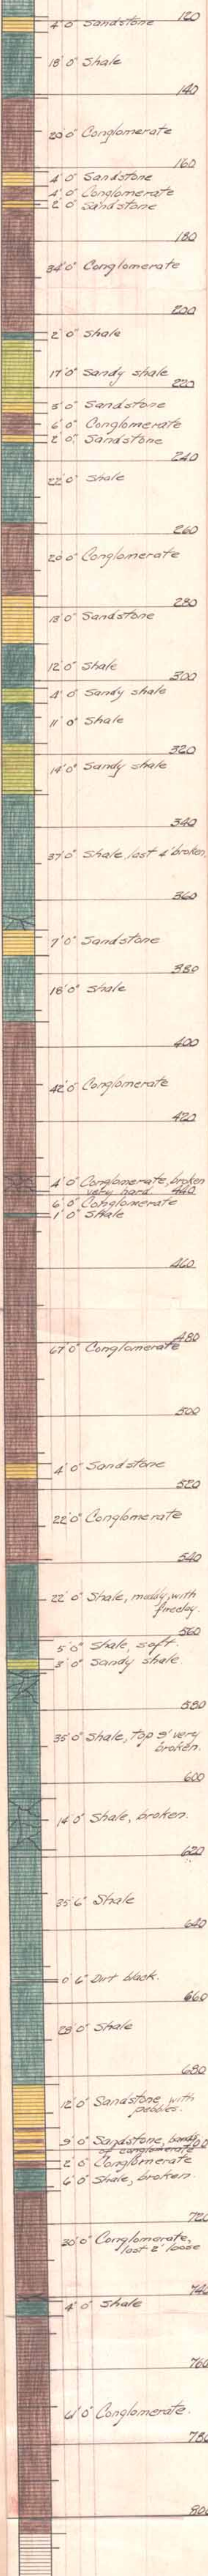 120
4' 0" Sandstone
18' 0" Shale
140
20' 0" Conglomerate
160
4' 0" Sandstone
4' 0" Conglomerate
2' 0" Sandstone
180
34' 0" Conglomerate
200
2' 0" Shale
17' 0" Sandy shale
220
3' 0" Sandstone
6' 0" Conglomerate
2' 0" Sandstone
240
22' 0" Shale
260
20' 0" Conglomerate
280
13' 0" Sandstone
12' 0" Shale
300
4' 0" Sandy shale
11' 0" Shale
320
14' 0" Sandy shale
340
37' 0" Shale, last 4' broken,
360
7' 0" Sandstone
380
18' 0" Shale
400
42' 0" Conglomerate
420
4' 0" Conglomerate, broken
very hard 440
6' 0" Conglomerate
1' 0" Shale
460
480
67' 0" Conglomerate
500
4' 0" Sandstone
520
22' 0" Conglomerate
540
22' 0" Shale, muddy, with
560
5' 0" Shale, soft.
3' 0" Sandy shale
580
35' 0" Shale, top 9' very
broken.
600
14' 0" Shale, broken.
620
35' 6" Shale
640
0' 6" Dirt black.
660
28' 0" Shale
680
12' 0" Sandstone, with
pebbles.
9' 0" Sandstone, bands
of conglomerate 700
2' 0" Conglomerate
6' 0" Shale, broken
720
30' 0" Conglomerate,
last 2' loose
740
4' 0" Shale
760
61' 0" Conglomerate.
780
800